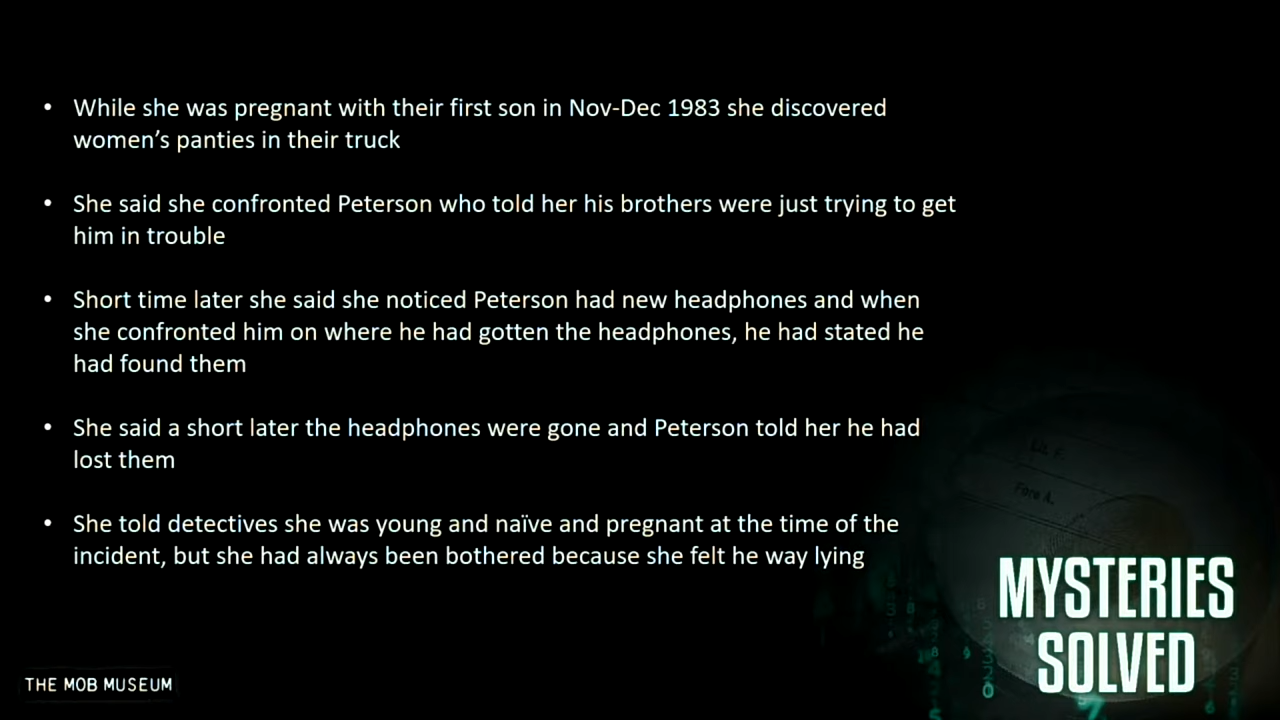 • While she was pregnant with their first son in Nov-Dec 1983 she discovered
women's panties in their truck
• She said she confronted Peterson who told her his brothers were just trying to get
him in trouble
• Short time later she said she noticed Peterson had new headphones and when
she confronted him on where he had gotten the headphones, he had stated he
had found them
• She said a short later the headphones were gone and Peterson told her he had
lost them
• She told detectives she was young and naïve and pregnant at the time of the
incident, but she had always been bothered because she felt he way lying
MYSTERIES
SOLVED
THE MOB MUSEUM